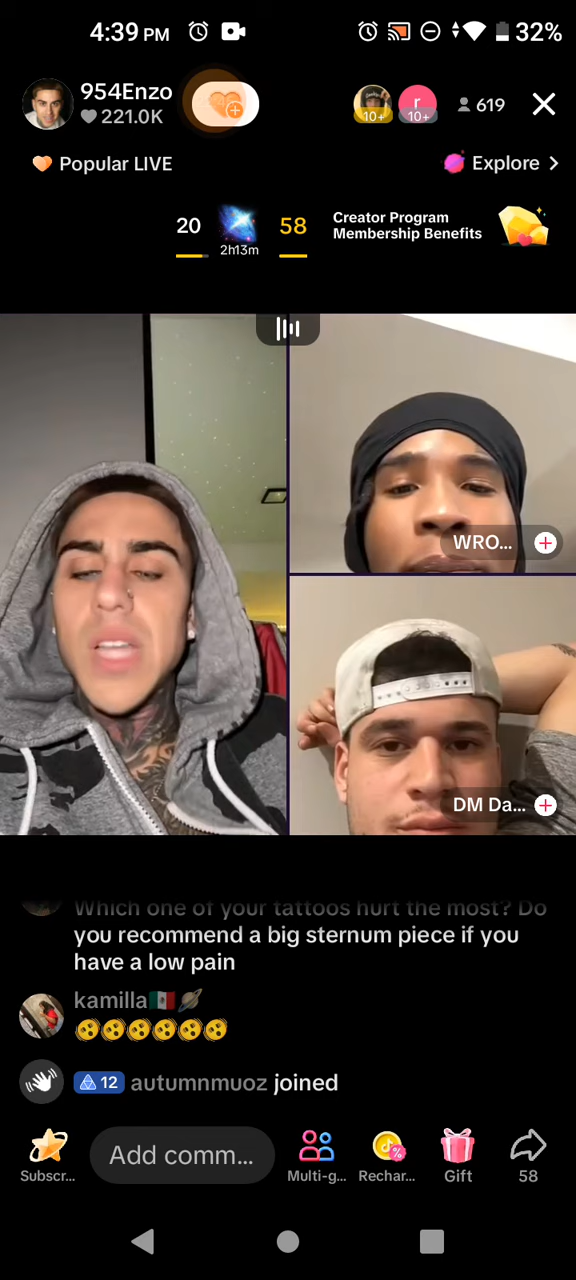 4:39 PM
32%
954Enzo
221.0K
10+
r
10+
619
Popular LIVE
Explore >
20
2h13m
58
Creator Program
Membership Benefits
WRO...
DM Da...
Which one of your tattoos hurt the most? Do
you recommend a big sternum piece if you
have a low pain
kamilla🇲🇽🪐
12 autumnmuoz joined
Add comm...
Subscr...
Multi-g...
Rechar...
Gift
58